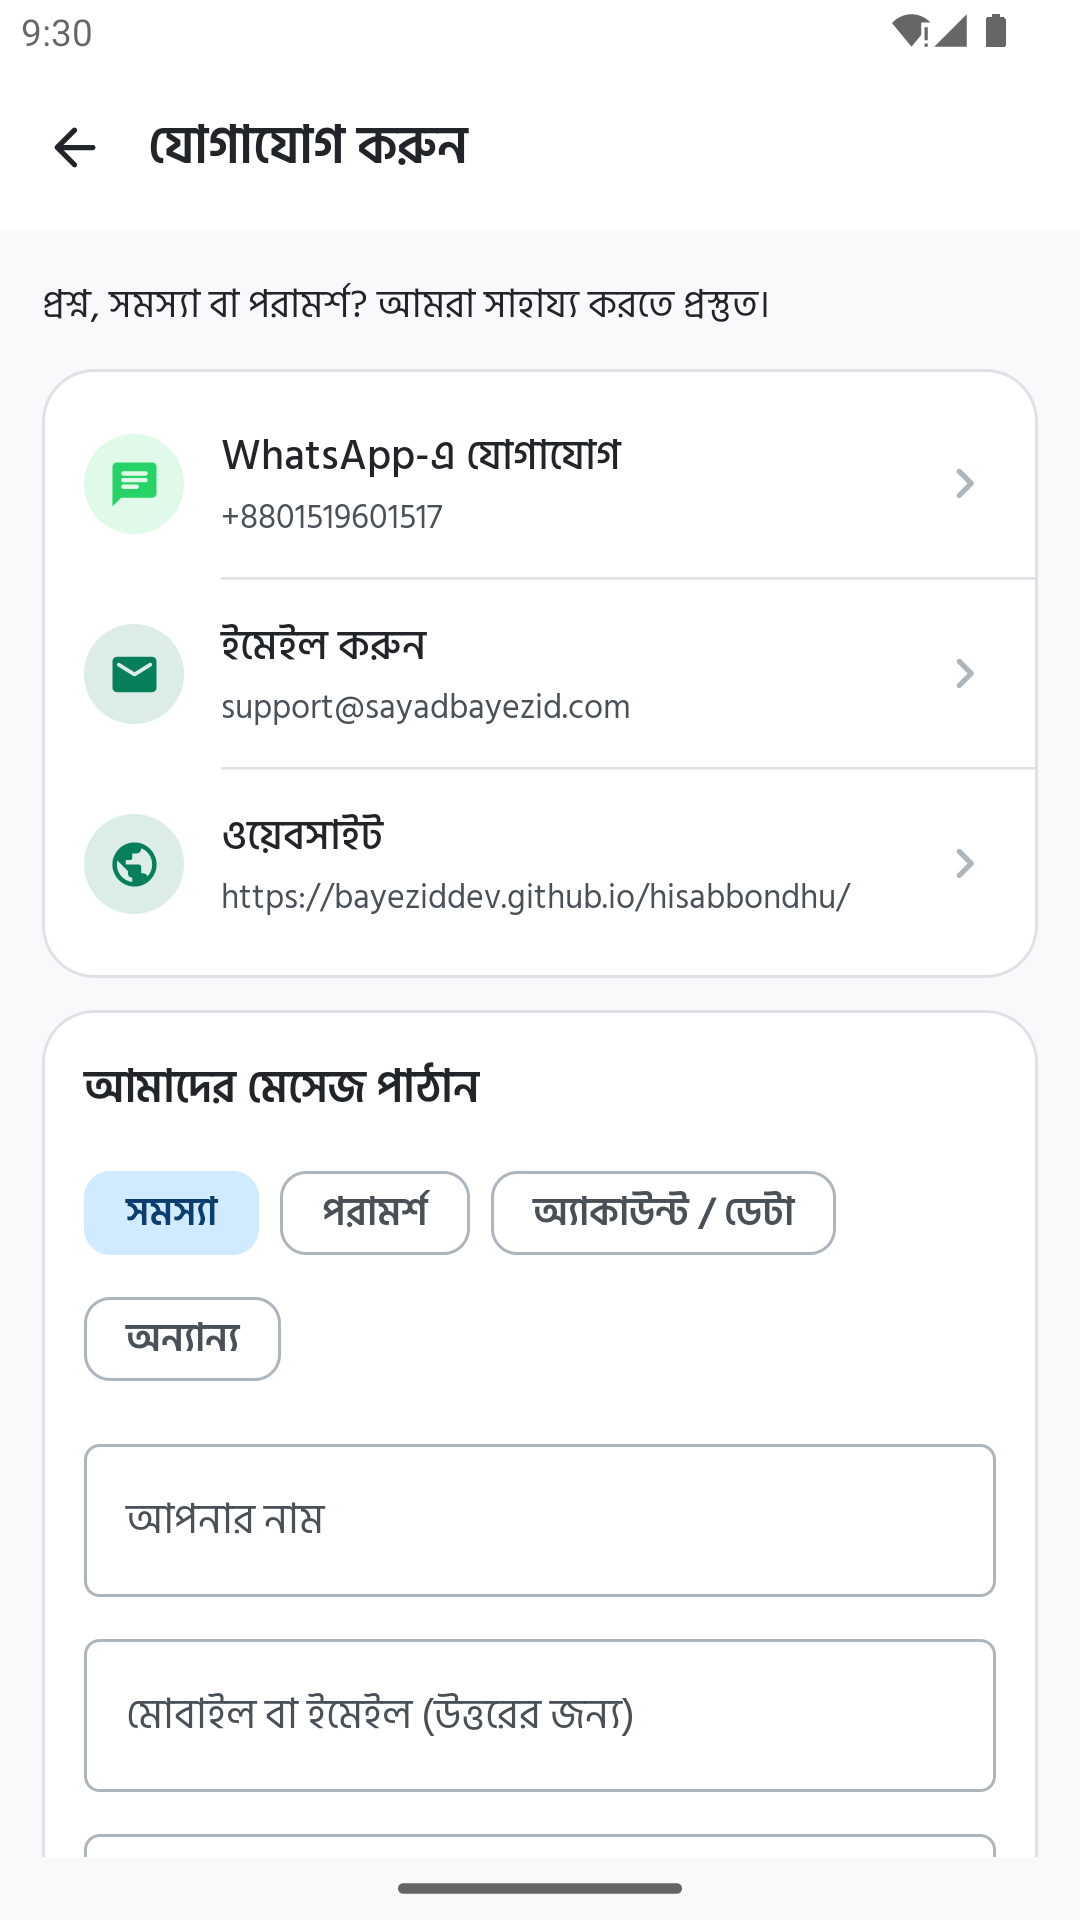 9:30
যোগাযোগ করুন
প্রশ্ন, সমস্যা বা পরামর্শ? আমরা সাহায্য করতে প্রস্তুত।
WhatsApp-এ যোগাযোগ
+8801519601517
ইমেইল করুন
support@sayadbayezid.com
ওয়েবসাইট
https://bayeziddev.github.io/hisabbondhu/
আমাদের মেসেজ পাঠান
সমস্যা পরামর্শ অ্যাকাউন্ট / ডেটা
অন্যান্য
আপনার নাম
মোবাইল বা ইমেইল (উত্তরের জন্য)